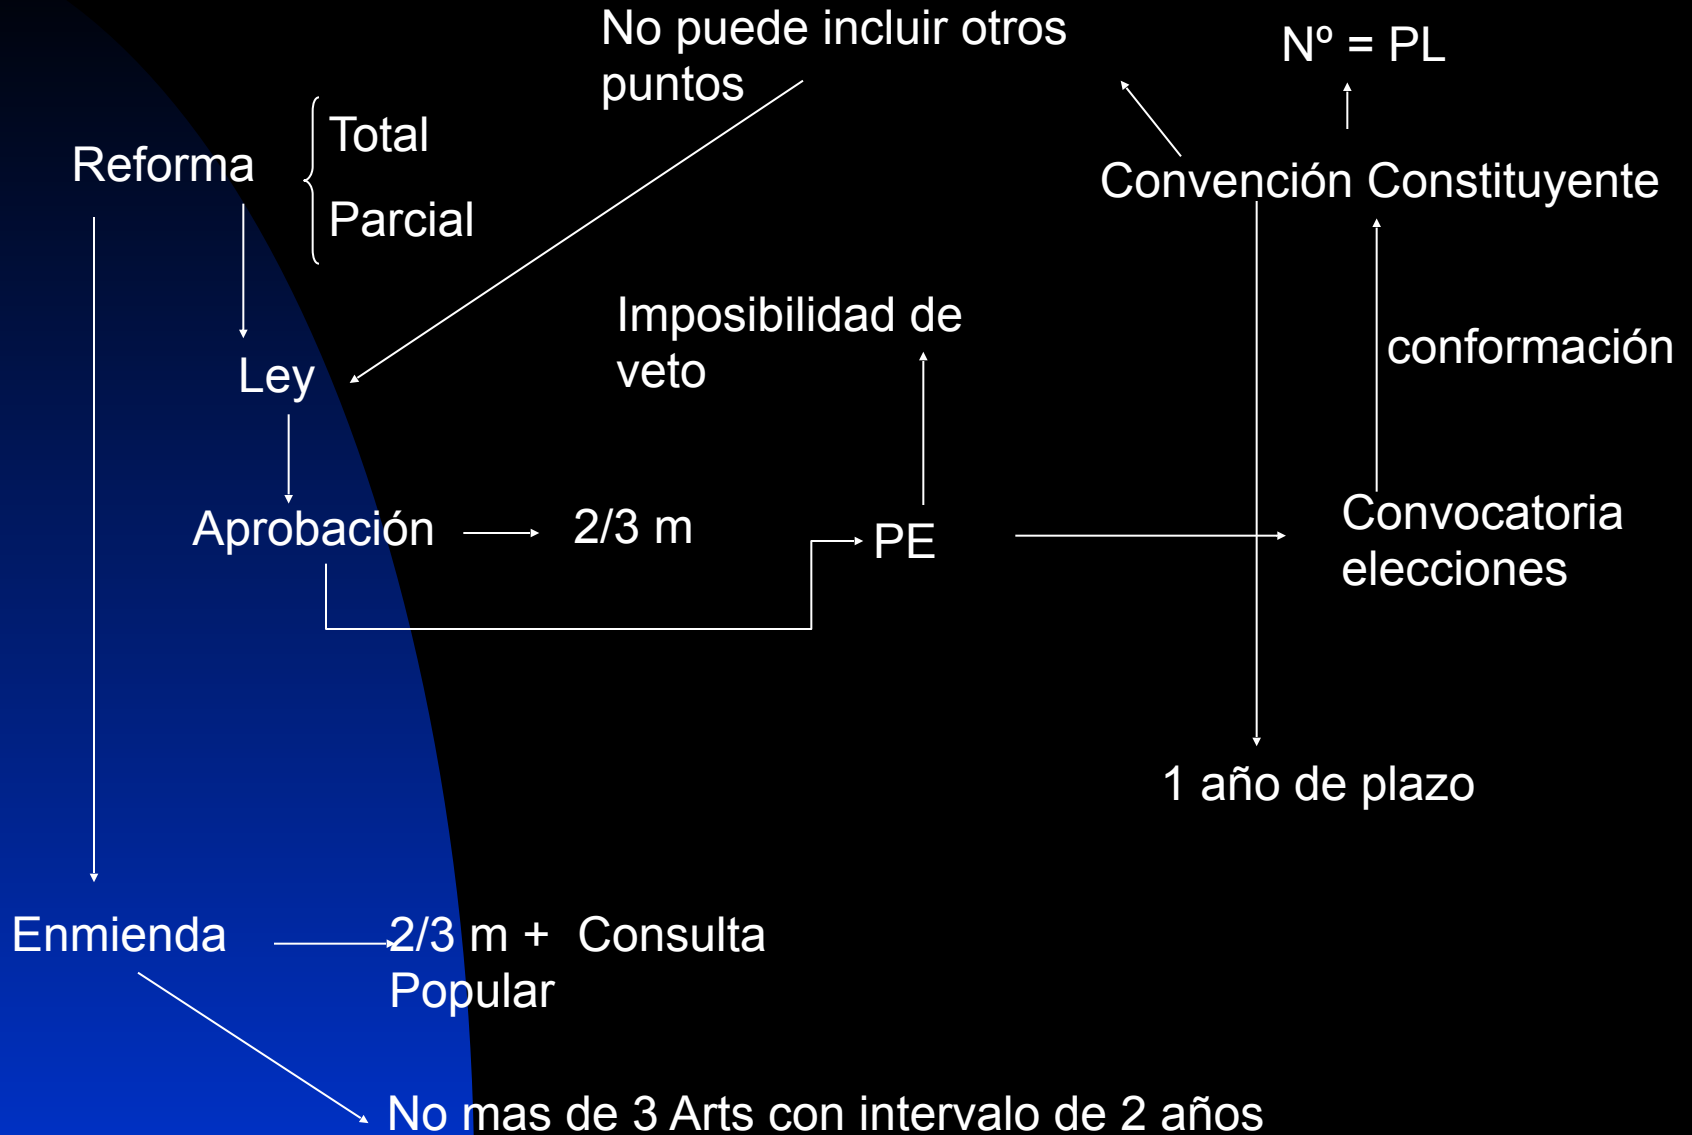 No puede incluir otros
puntos
Nº = PL
Total
Reforma
Parcial
Convención Constituyente
Imposibilidad de
veto
conformación
Ley
Aprobación
2/3 m
PE
Convocatoria
elecciones
1 año de plazo
Enmienda
2/3 m + Consulta
Popular
No mas de 3 Arts con intervalo de 2 años